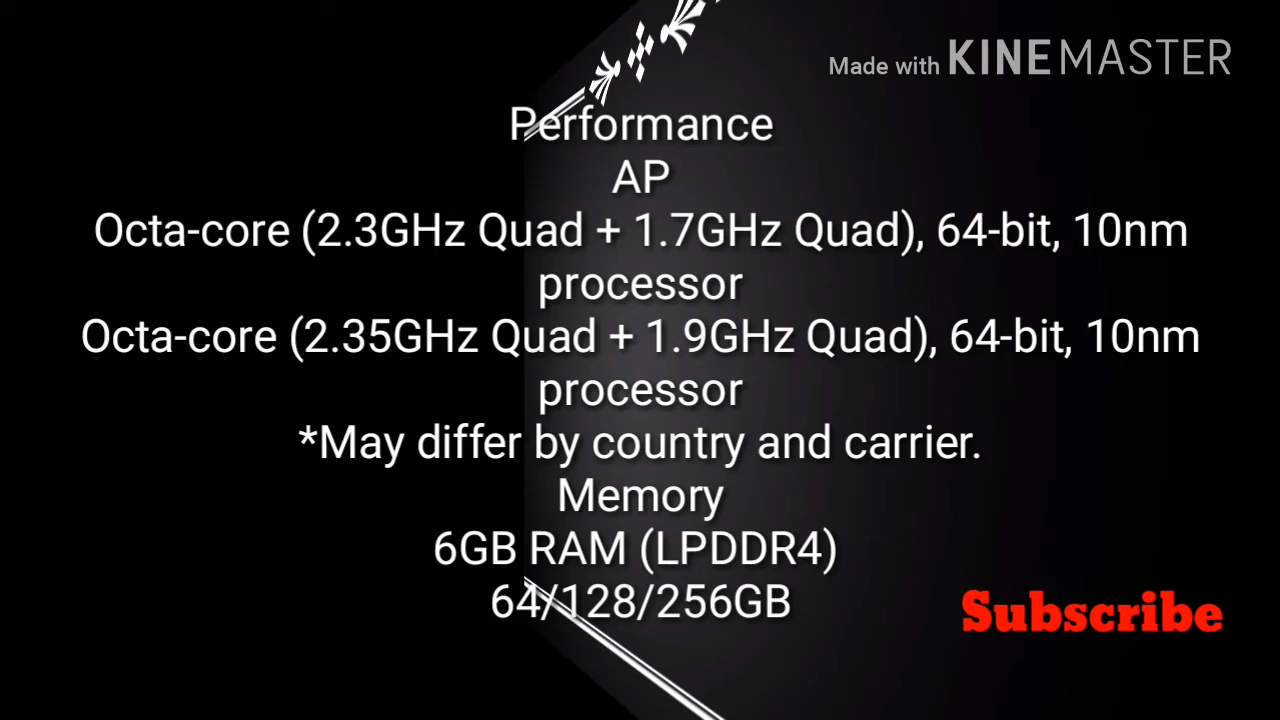 Made with KINEMASTER
Performance
AP
Octa-core (2.3GHz Quad + 1.7GHz Quad), 64-bit, 10nm
processor
Octa-core (2.35GHz Quad + 1.9GHz Quad), 64-bit, 10nm
processor
*May differ by country and carrier.
Memory
6GB RAM (LPDDR4)
64/128/256GB
Subscribe